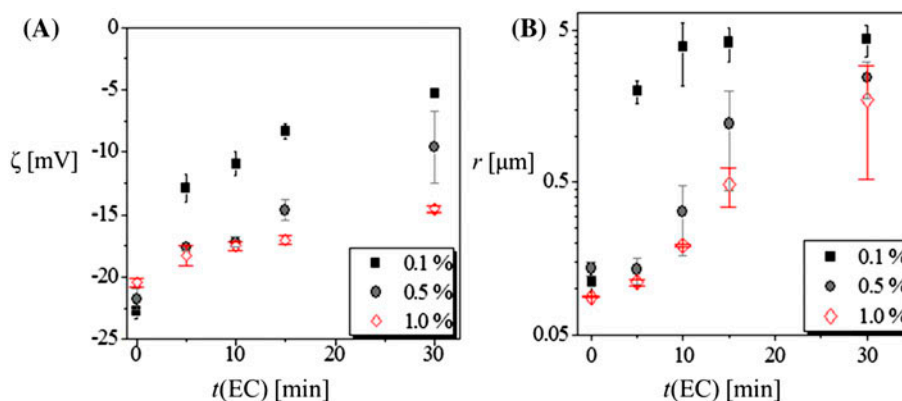 (A)
ζ [mV]
0
-5
-10
-15
-20
-25
0 10 20 30
t(EC) [min]
0.1 %
0.5 %
1.0 %
(B)
r [μm]
5
0.5
0.05
0 10 20 30
t(EC) [min]
0.1 %
0.5 %
1.0 %